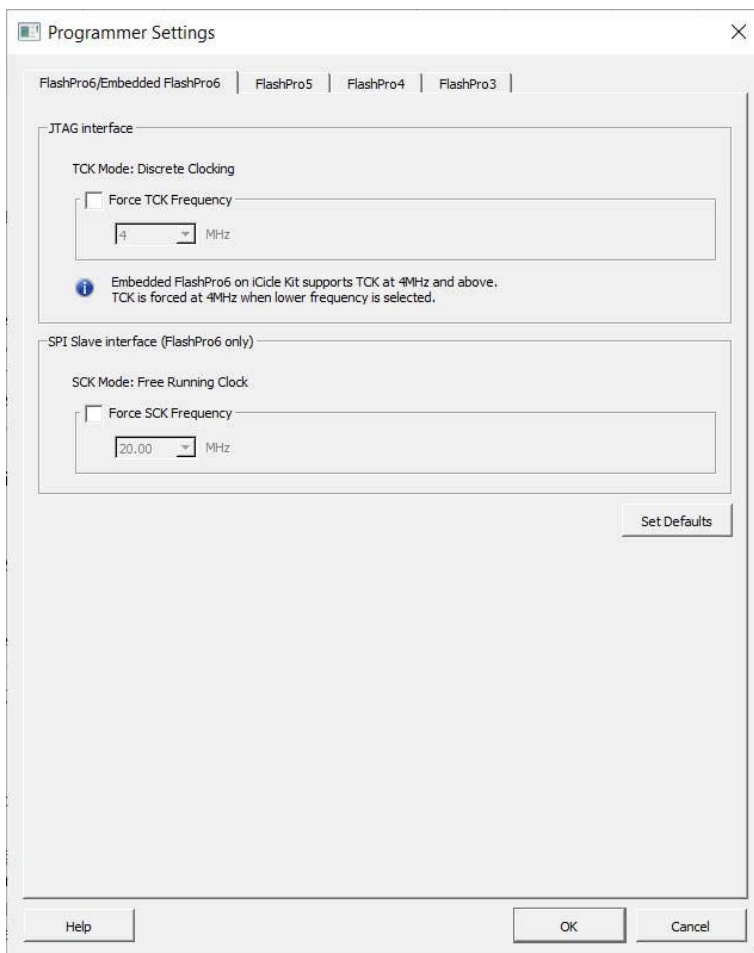 Programmer Settings
FlashPro6/Embedded FlashPro6 FlashPro5 FlashPro4 FlashPro3
JTAG interface
TCK Mode: Discrete Clocking
Force TCK Frequency
4 MHz
Embedded FlashPro6 on iCicle Kit supports TCK at 4MHz and above.
TCK is forced at 4MHz when lower frequency is selected.
SPI Slave interface (FlashPro6 only)
SCK Mode: Free Running Clock
Force SCK Frequency
20.00 MHz
Set Defaults
Help OK Cancel